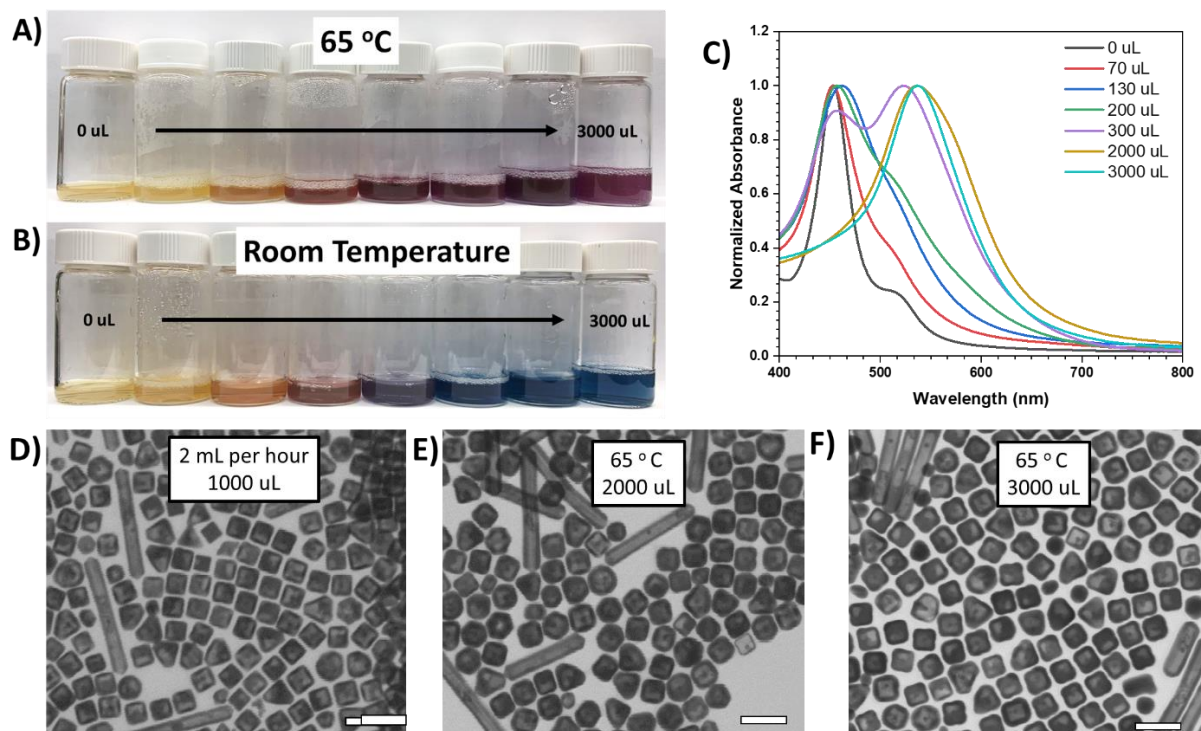 A)
65 °C
0 uL
3000 uL
B)
Room Temperature
0 uL
3000 uL
C)
Normalized Absorbance
1.2
1.0
0.8
0.6
0.4
0.2
0.0
400
500
600
700
800
Wavelength (nm)
0 uL
70 uL
130 uL
200 uL
300 uL
2000 uL
3000 uL
D)
2 mL per hour
1000 uL
E)
65 ° C
2000 uL
F)
65 ° C
3000 uL